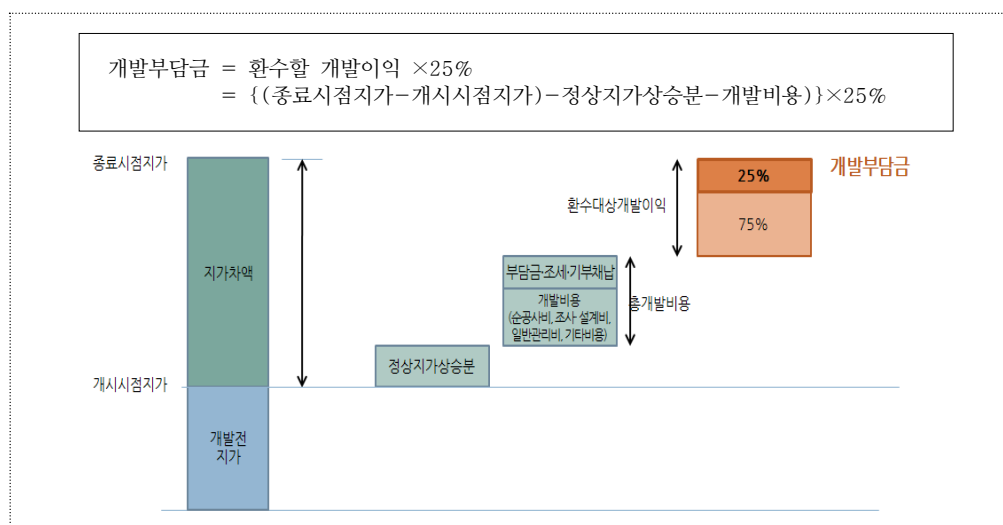 개발부담금 = 환수할 개발이익 ×25%
= {(종료시점지가-개시시점지가)-정상지가상승분-개발비용)}×25%
종료시점지가
25%
개발부담금
환수대상개발이익
75%
지가차액
부담금·조세·기부채납
개발비용
(순공사비, 조사·설계비,
일반관리비, 기타비용)
총개발비용
정상지가상승분
개시시점지가
개발전
지가